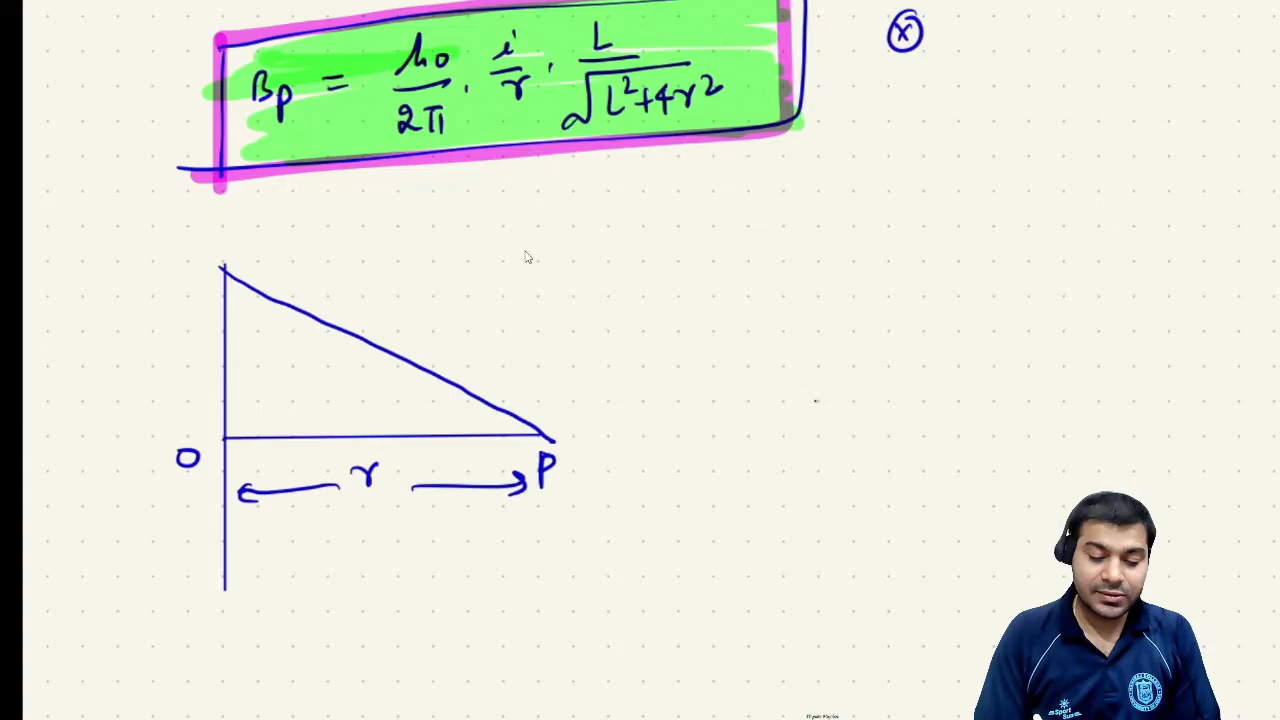 Bp = μ0/2π . i/r . L/√(L²+4r²)
ⓧ
O
r
P